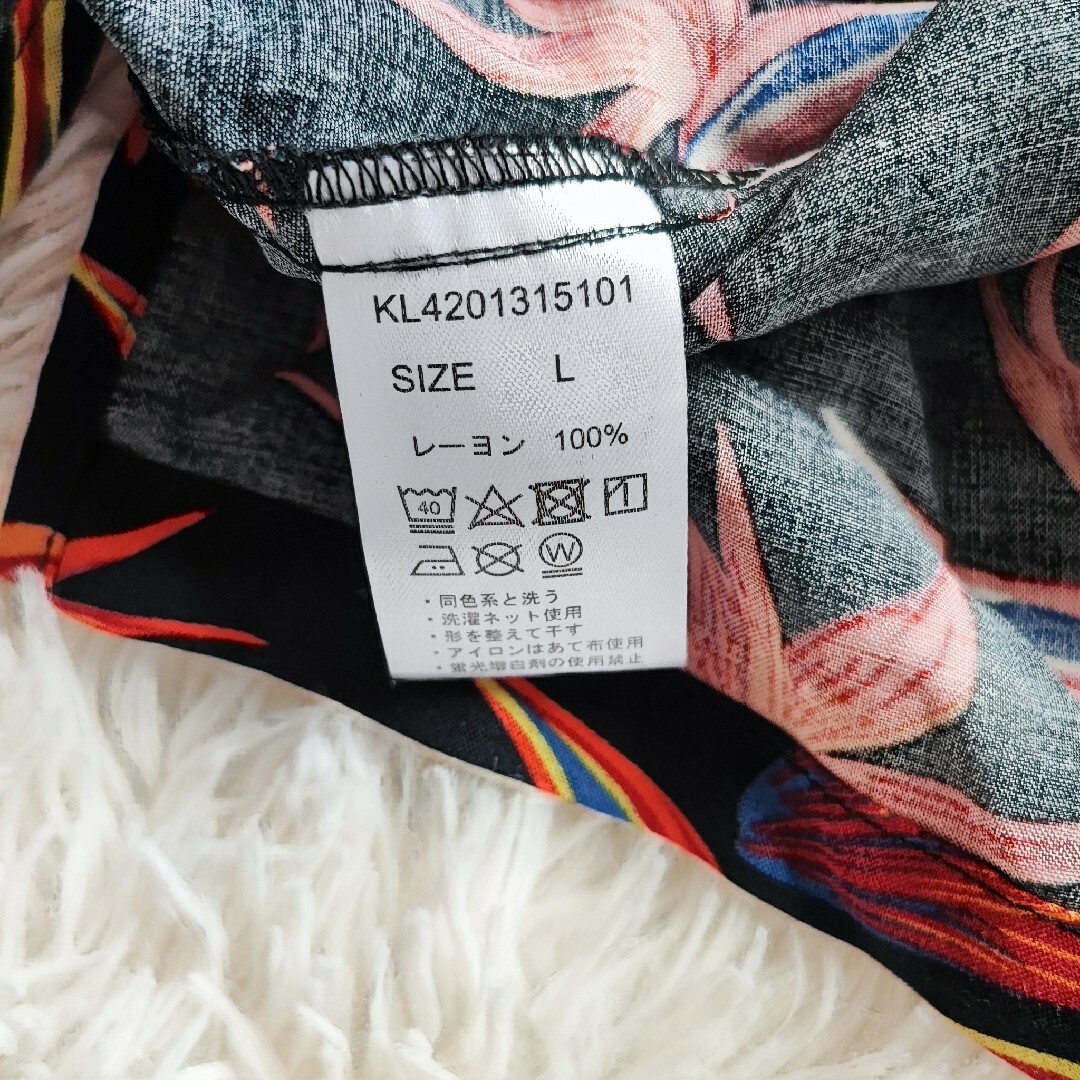 KL4201315101
SIZE L
レーヨン 100%
40
W
・同色系と洗う
・洗濯ネット使用
・形を整えて干す
・アイロンはあて布使用
・蛍光増白剤の使用禁止